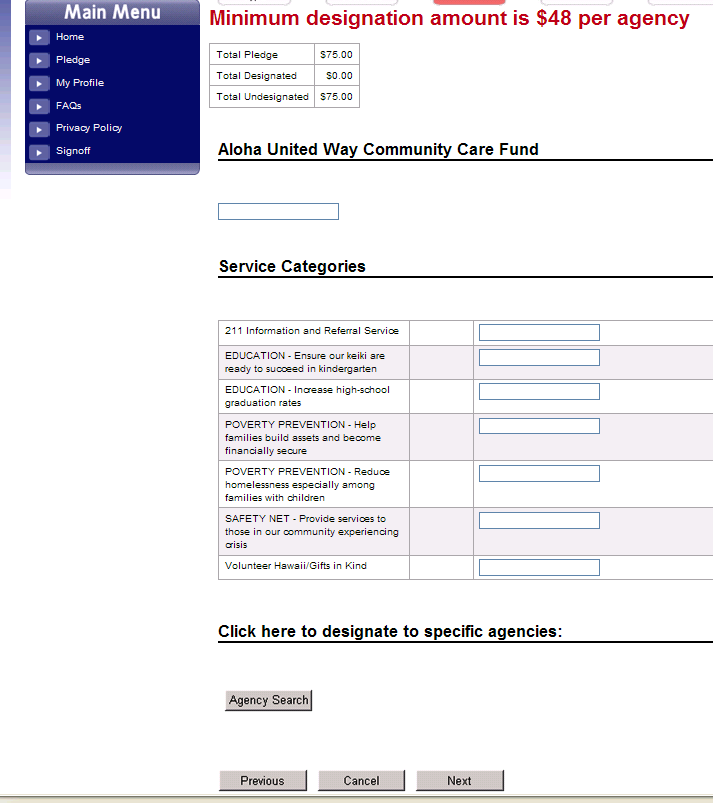 Main Menu
Home
Pledge
My Profile
FAQs
Privacy Policy
Signoff
Minimum designation amount is $48 per agency
Total Pledge $75.00
Total Designated $0.00
Total Undesignated $75.00
Aloha United Way Community Care Fund
Service Categories
211 Information and Referral Service
EDUCATION - Ensure our keiki are
ready to succeed in kindergarten
EDUCATION - Increase high-school
graduation rates
POVERTY PREVENTION - Help
families build assets and become
financially secure
POVERTY PREVENTION - Reduce
homelessness especially among
families with children
SAFETY NET - Provide services to
those in our community experiencing
crisis
Volunteer Hawaii/Gifts in Kind
Click here to designate to specific agencies:
Agency Search
Previous Cancel Next